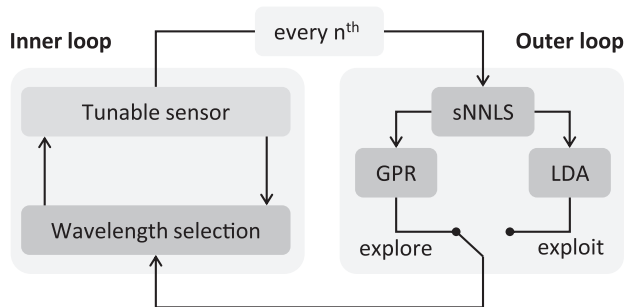 every nᵗʰ
Inner loop
Outer loop
Tunable sensor
sNNLS
GPR
LDA
Wavelength selection
explore
exploit